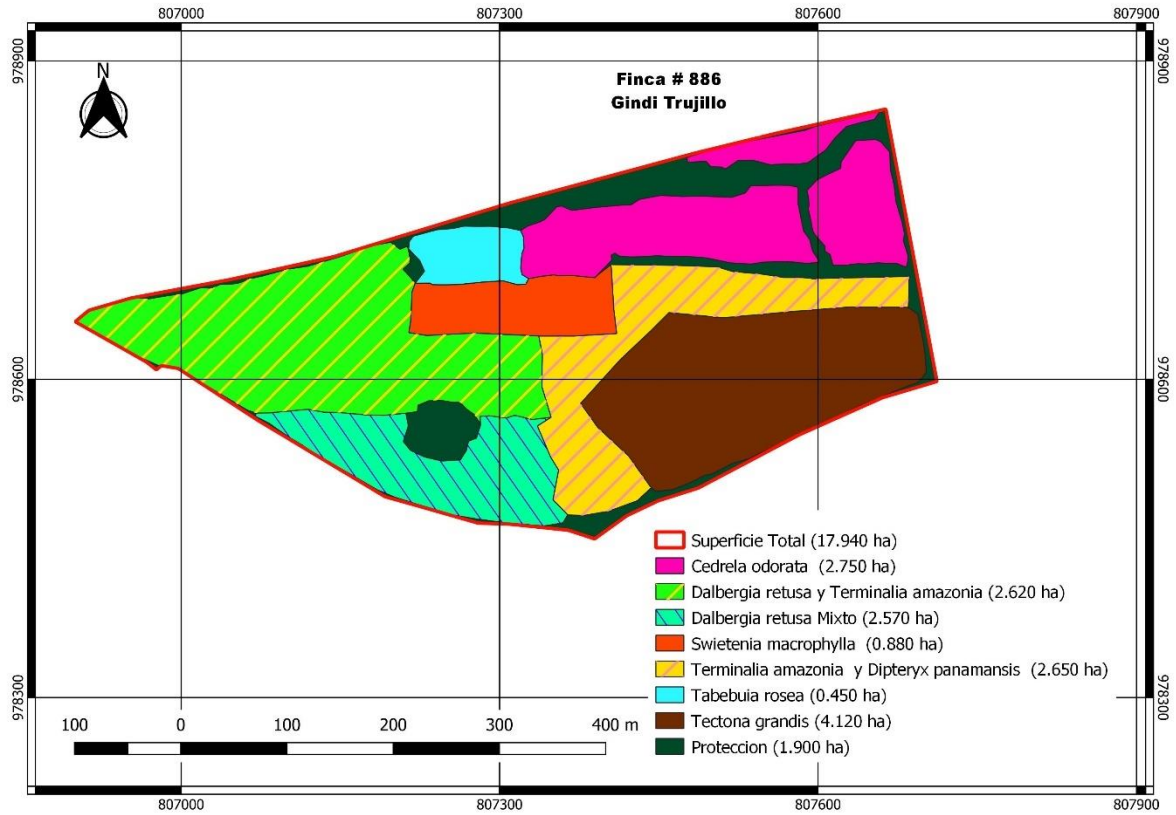 807000 807300 807600 807900
978900 978900
N
Finca # 886
Gindi Trujillo
978600 978600
Superficie Total (17.940 ha)
Cedrela odorata (2.750 ha)
Dalbergia retusa y Terminalia amazonia (2.620 ha)
Dalbergia retusa Mixto (2.570 ha)
Swietenia macrophylla (0.880 ha)
Terminalia amazonia y Dipteryx panamansis (2.650 ha)
Tabebuia rosea (0.450 ha)
Tectona grandis (4.120 ha)
Proteccion (1.900 ha)
978300 978300
100 0 100 200 300 400 m
807000 807300 807600 807900